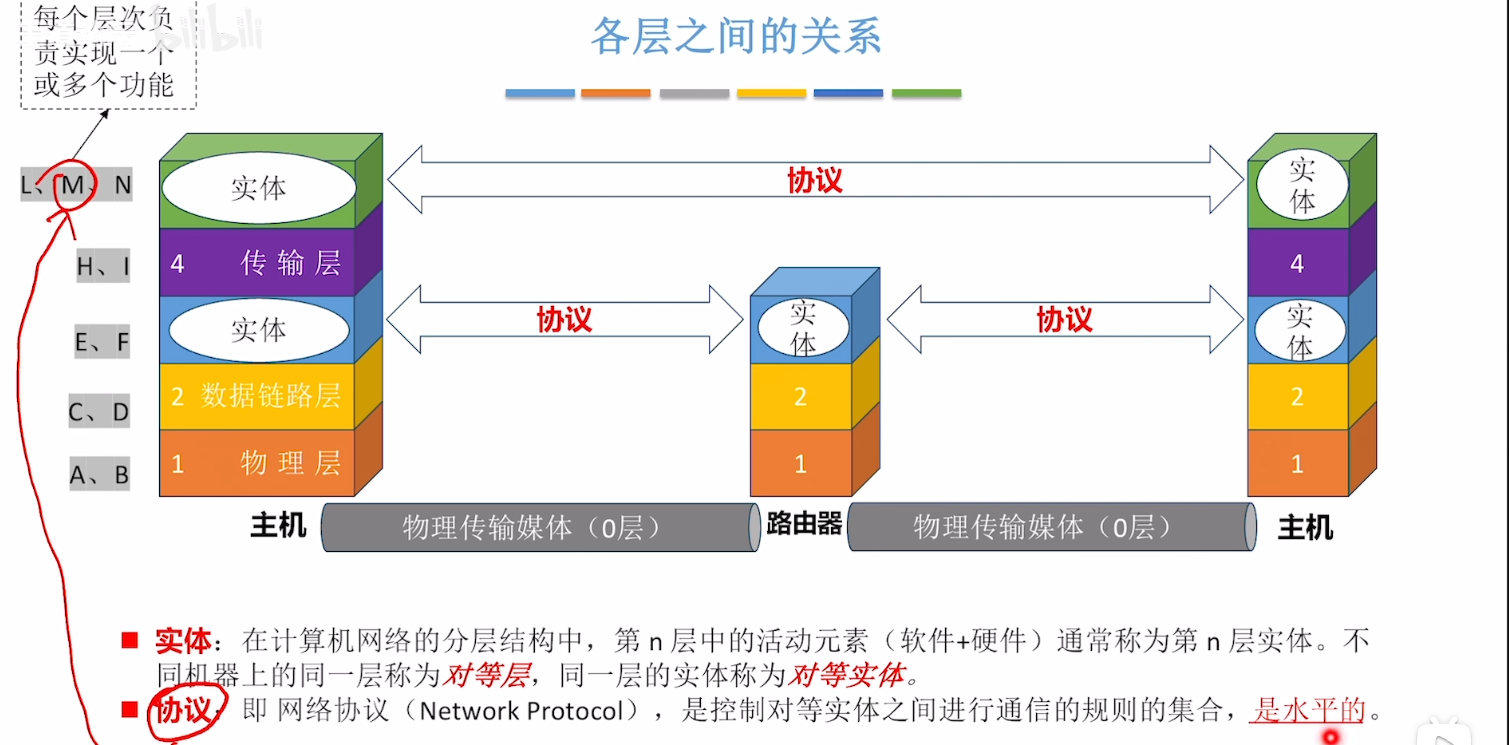 每个层次负
责实现一个
或多个功能
bilibili
各层之间的关系
L、M、N
实体
协议
实
体
H、I
4 传输层
4
E、F
实体
协议
实
体
协议
实
体
C、D
2 数据链路层
2
2
A、B
1 物理层
1
1
主机
物理传输媒体（0层）
路由器
物理传输媒体（0层）
主机
实体：在计算机网络的分层结构中，第 n 层中的活动元素（软件+硬件）通常称为第 n 层实体。不
同机器上的同一层称为对等层，同一层的实体称为对等实体。
协议：即 网络协议（Network Protocol），是控制对等实体之间进行通信的规则的集合，是水平的。